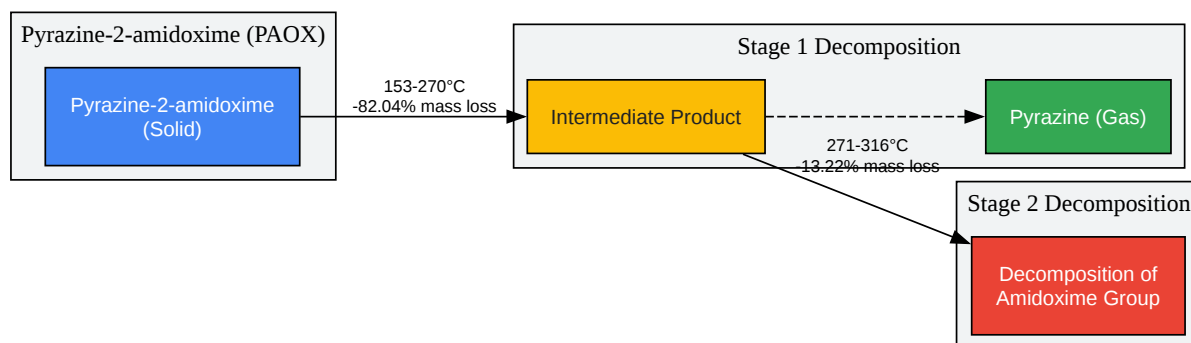 Pyrazine-2-amidoxime (PAOX)
Pyrazine-2-amidoxime
(Solid)
153-270°C
-82.04% mass loss
Stage 1 Decomposition
Intermediate Product
Pyrazine (Gas)
271-316°C
-13.22% mass loss
Stage 2 Decomposition
Decomposition of
Amidoxime Group